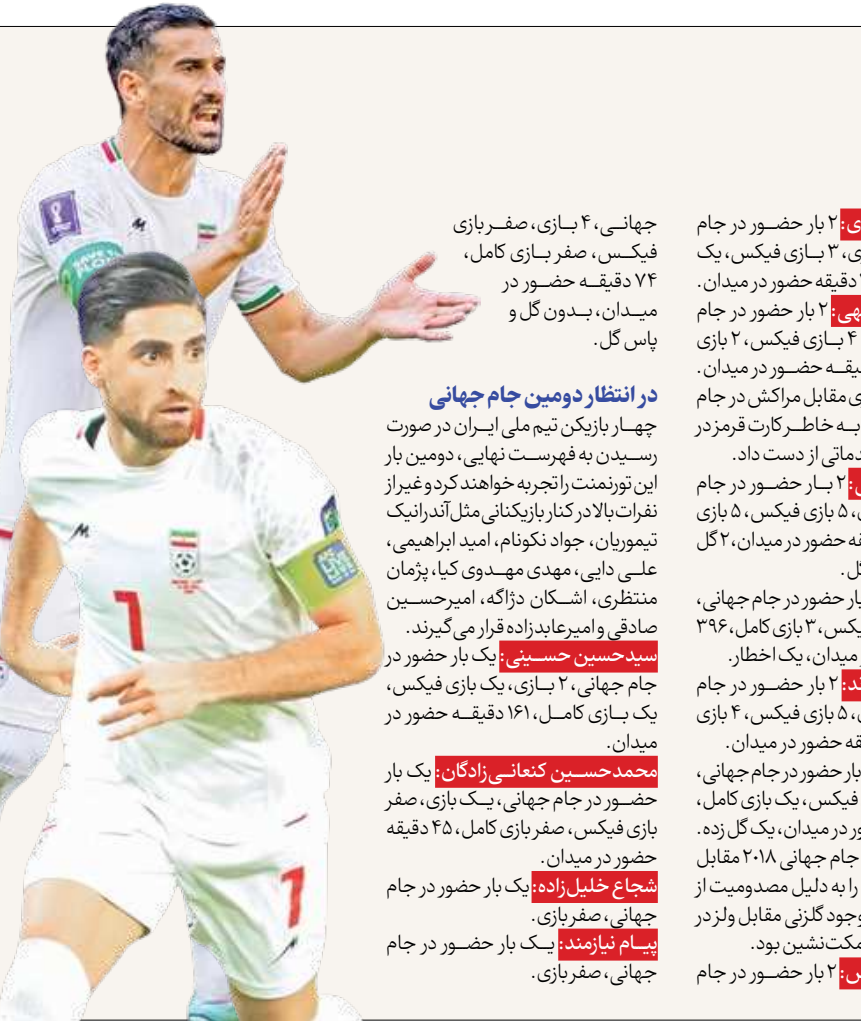 ۲ بار حضور در جام
۳ بازی فیکس، یک
دقیقه حضور در میدان.
۲ بار حضور در جام
۴ بازی فیکس، ۲ بازی
حضور در میدان.
مقابل مراکش در جام
به خاطر کارت قرمز در
از دست داد.
۲ بار حضور در جام
۵ بازی فیکس، ۵ بازی
حضور در میدان، ۲ گل
حضور در جام جهانی،
۳ بازی کامل، ۳۹۶
میدان، یک اخطار.
۲ بار حضور در جام
۵ بازی فیکس، ۴ بازی
حضور در میدان.
بار حضور در جام جهانی،
فیکس، یک بازی کامل،
در میدان، یک گل زده.
جام جهانی ۲۰۱۸ مقابل
را به دلیل مصدومیت از
گلزنی مقابل ولز در
بود.
۲ بار حضور در جام
جهانی، ۴ بازی، صفر بازی
فیکس، صفر بازی کامل،
۷۴ دقیقه حضور در
میدان، بدون گل و
پاس گل.
در انتظار دومین جام جهانی
چهار بازیکن تیم ملی ایران در صورت
رسیدن به فهرست نهایی، دومین بار
این تورنمنت را تجربه خواهند کرد و غیر از
نفرات بالا در کنار بازیکنانی مثل آندرانیک
تیموریان، جواد نکونام، امید ابراهیمی،
علی دایی، مهدی مهدوی کیا، پژمان
منتظری، اشکان دژاگه، امیرحسین
صادقی و امیر عابدزاده قرار می‌گیرند.
سیدحسین حسینی: یک بار حضور در
جام جهانی، ۲ بازی، یک بازی فیکس،
یک بازی کامل، ۱۶۱ دقیقه حضور در
میدان.
محمدحسین کنعانی‌زادگان: یک بار
حضور در جام جهانی، یک بازی، صفر
بازی فیکس، صفر بازی کامل، ۴۵ دقیقه
حضور در میدان.
شجاع خلیل‌زاده: یک بار حضور در جام
جهانی، صفر بازی.
پیام نیازمند: یک بار حضور در جام
جهانی، صفر بازی.
1
7